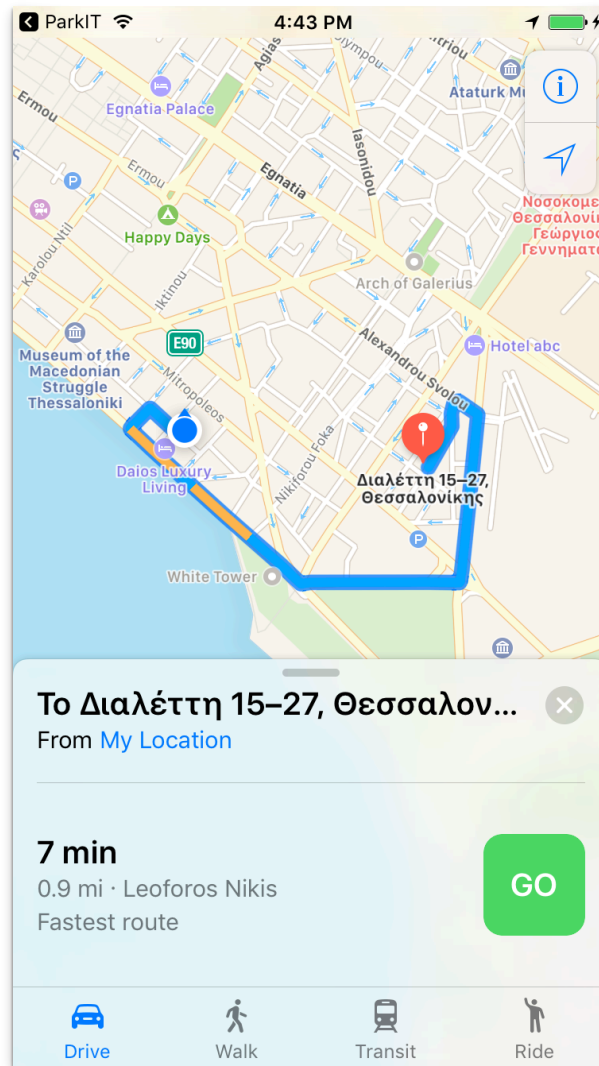 ParkIT
4:43 PM
Ermou
Egnatia Palace
Agias
Olympou
Ataturk Mu
Iasonidou
Ermou
Egnatia
P
Happy Days
Karolou Ntil
Iktinou
Νοσοκομε
Θεσσαλονί
Γεώργιος
Γεννηματ
Arch of Galerius
E90
Hotel abc
Alexandrou Svolou
Museum of the
Macedonian
Struggle
Thessaloniki
Mitropoleos
Nikiforou Foka
Daios Luxury
Living
Διαλέττη 15–27,
Θεσσαλονίκης
P
White Tower
To Διαλέττη 15–27, Θεσσαλον...
From My Location
7 min
0.9 mi · Leoforos Nikis
Fastest route
GO
Drive
Walk
Transit
Ride